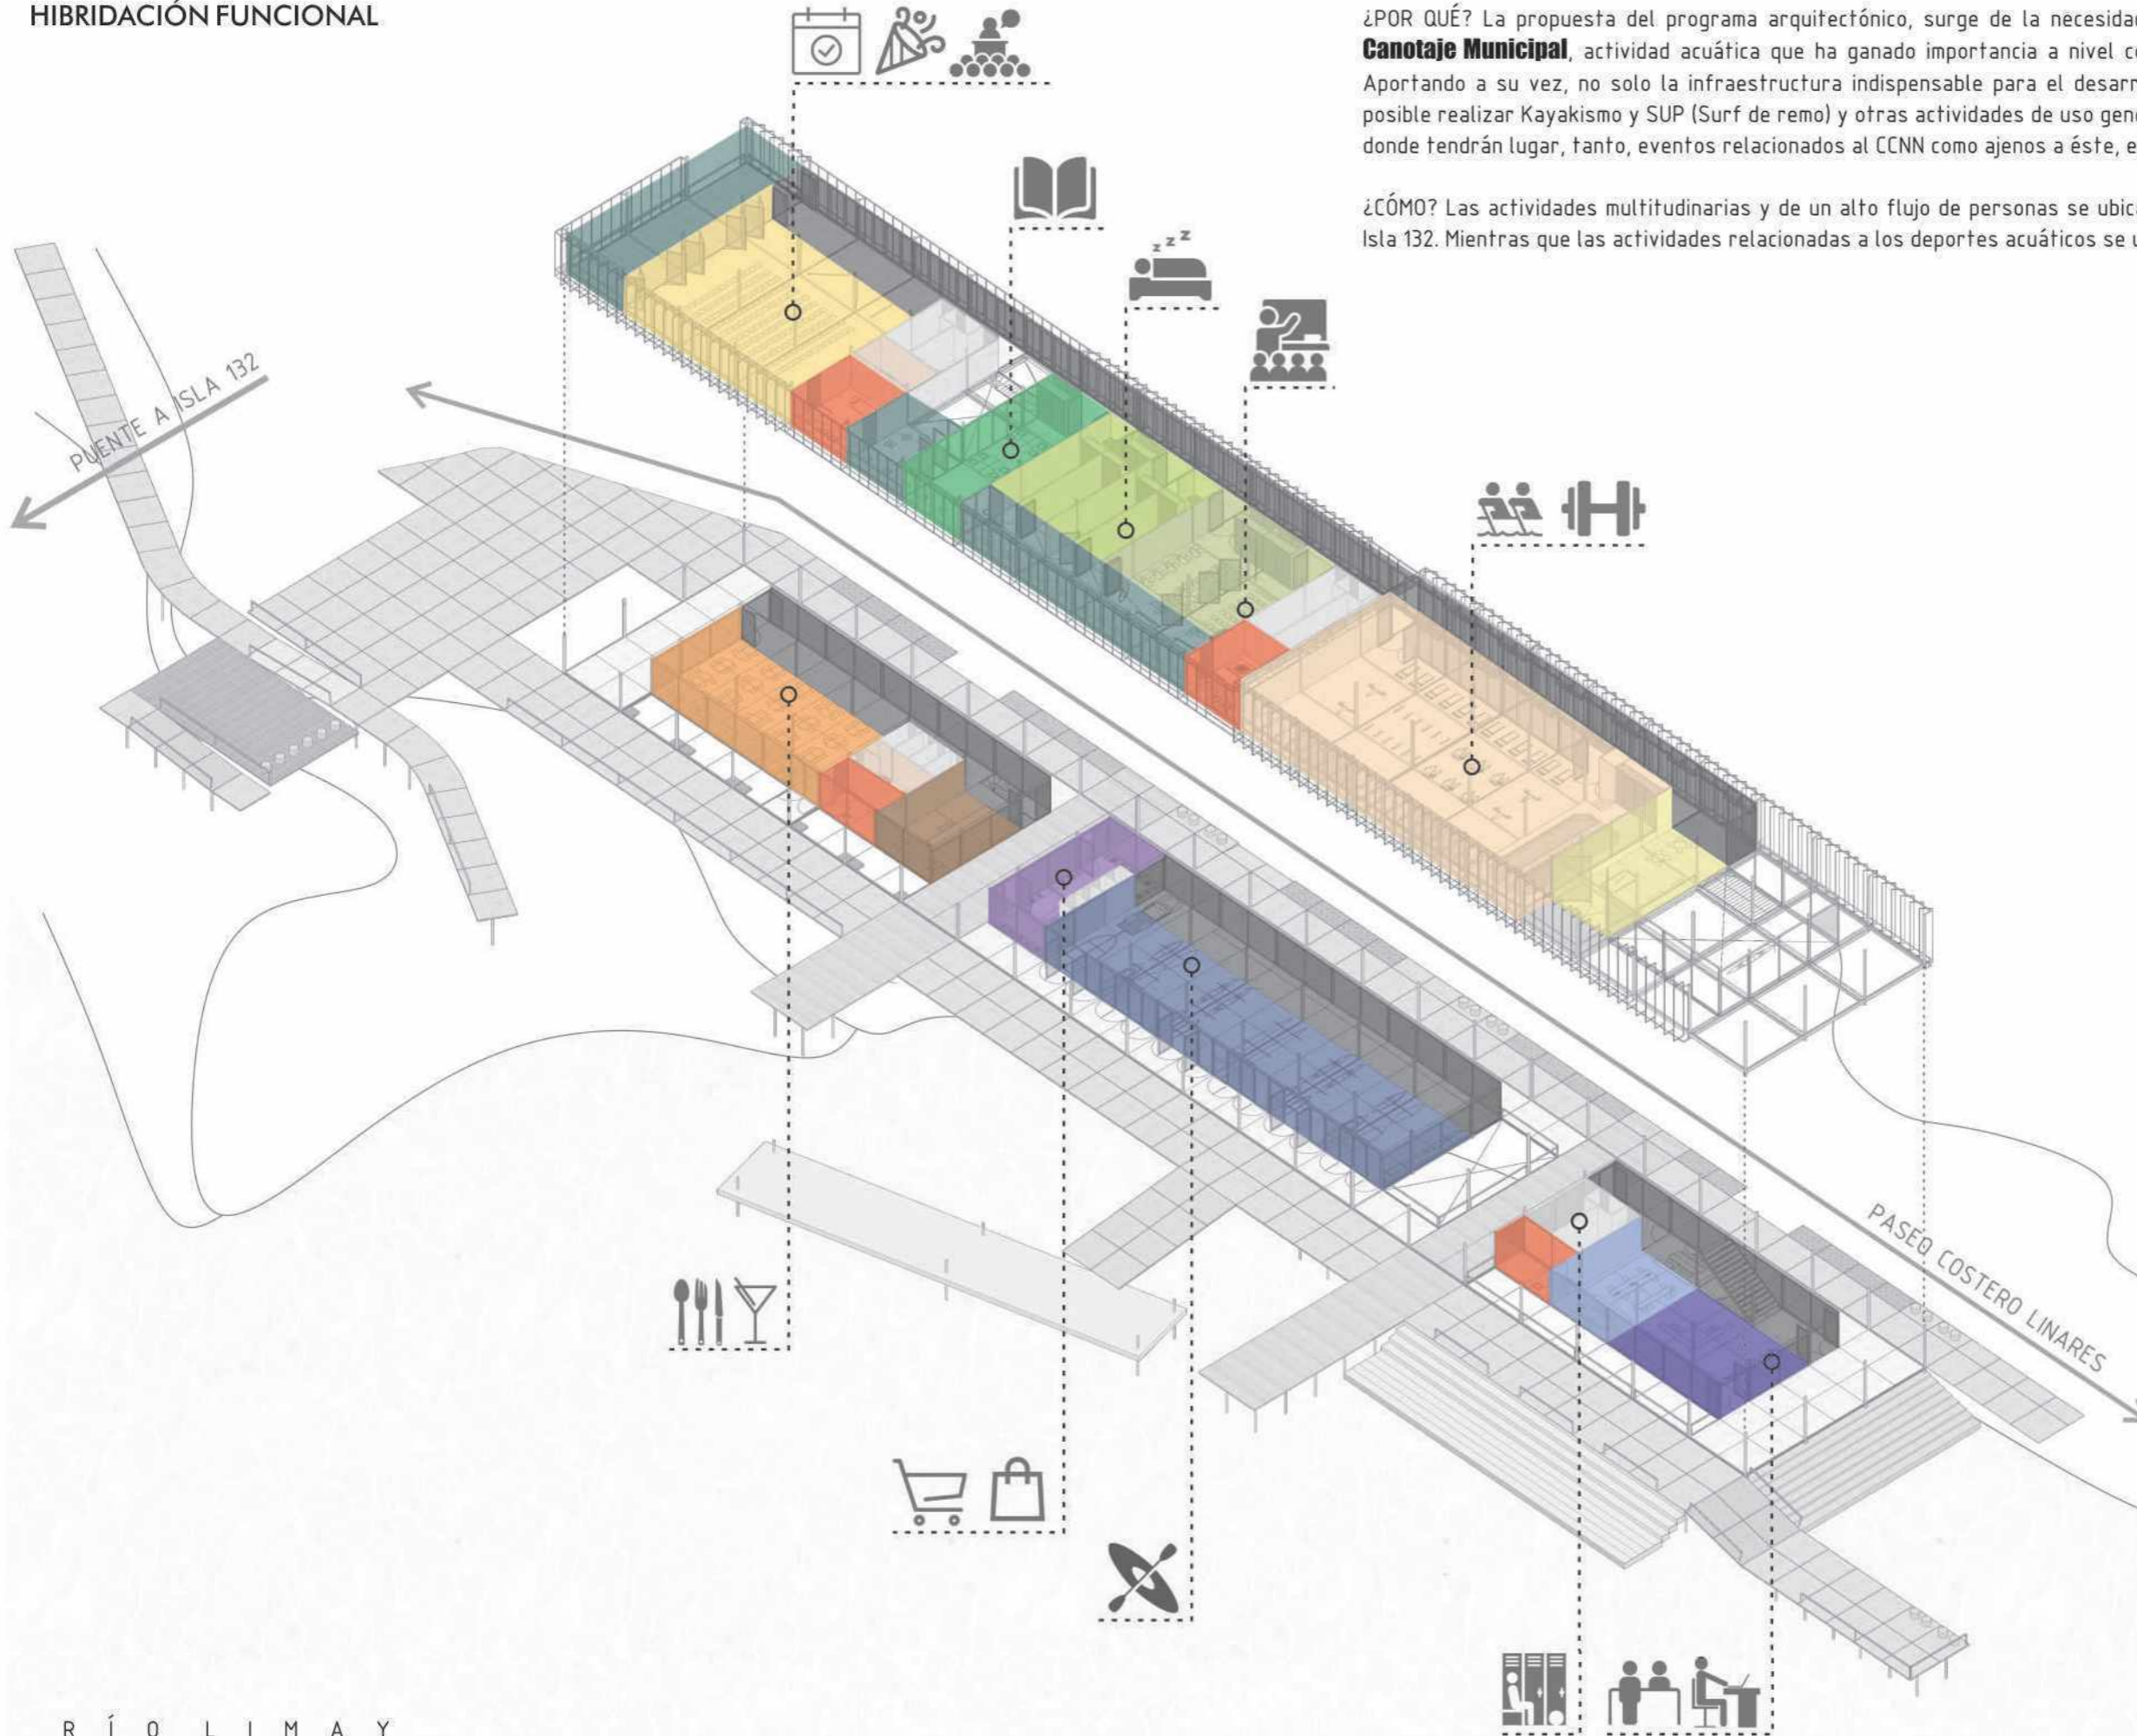 HIBRIDACIÓN FUNCIONAL
¿POR QUÉ? La propuesta del programa arquitectónico, surge de la
Canotaje Municipal, actividad acuática que ha ganado importancia a nivel
Aportando a su vez, no solo la infraestructura indispensable para el
posible realizar Kayakismo y SUP (Surf de remo) y otras actividades de uso
donde tendrán lugar, tanto, eventos relacionados al CCNN como ajenos a éste,
¿CÓMO? Las actividades multitudinarias y de un alto flujo de personas se
Isla 132. Mientras que las actividades relacionadas a los deportes acuáticos se
z z z
PUENTE A ISLA 132
PASEO COSTERO LINARES
RÍO LIMAY